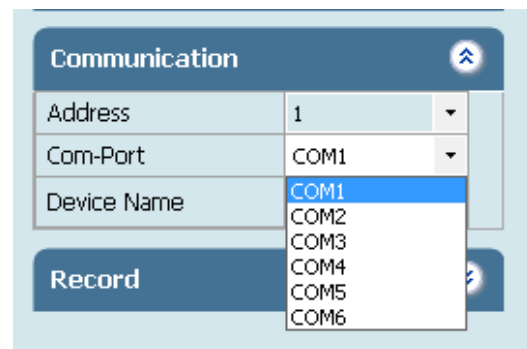 Communication
Address 1
Com-Port COM1
Device Name
COM1
COM2
COM3
COM4
COM5
COM6
Record